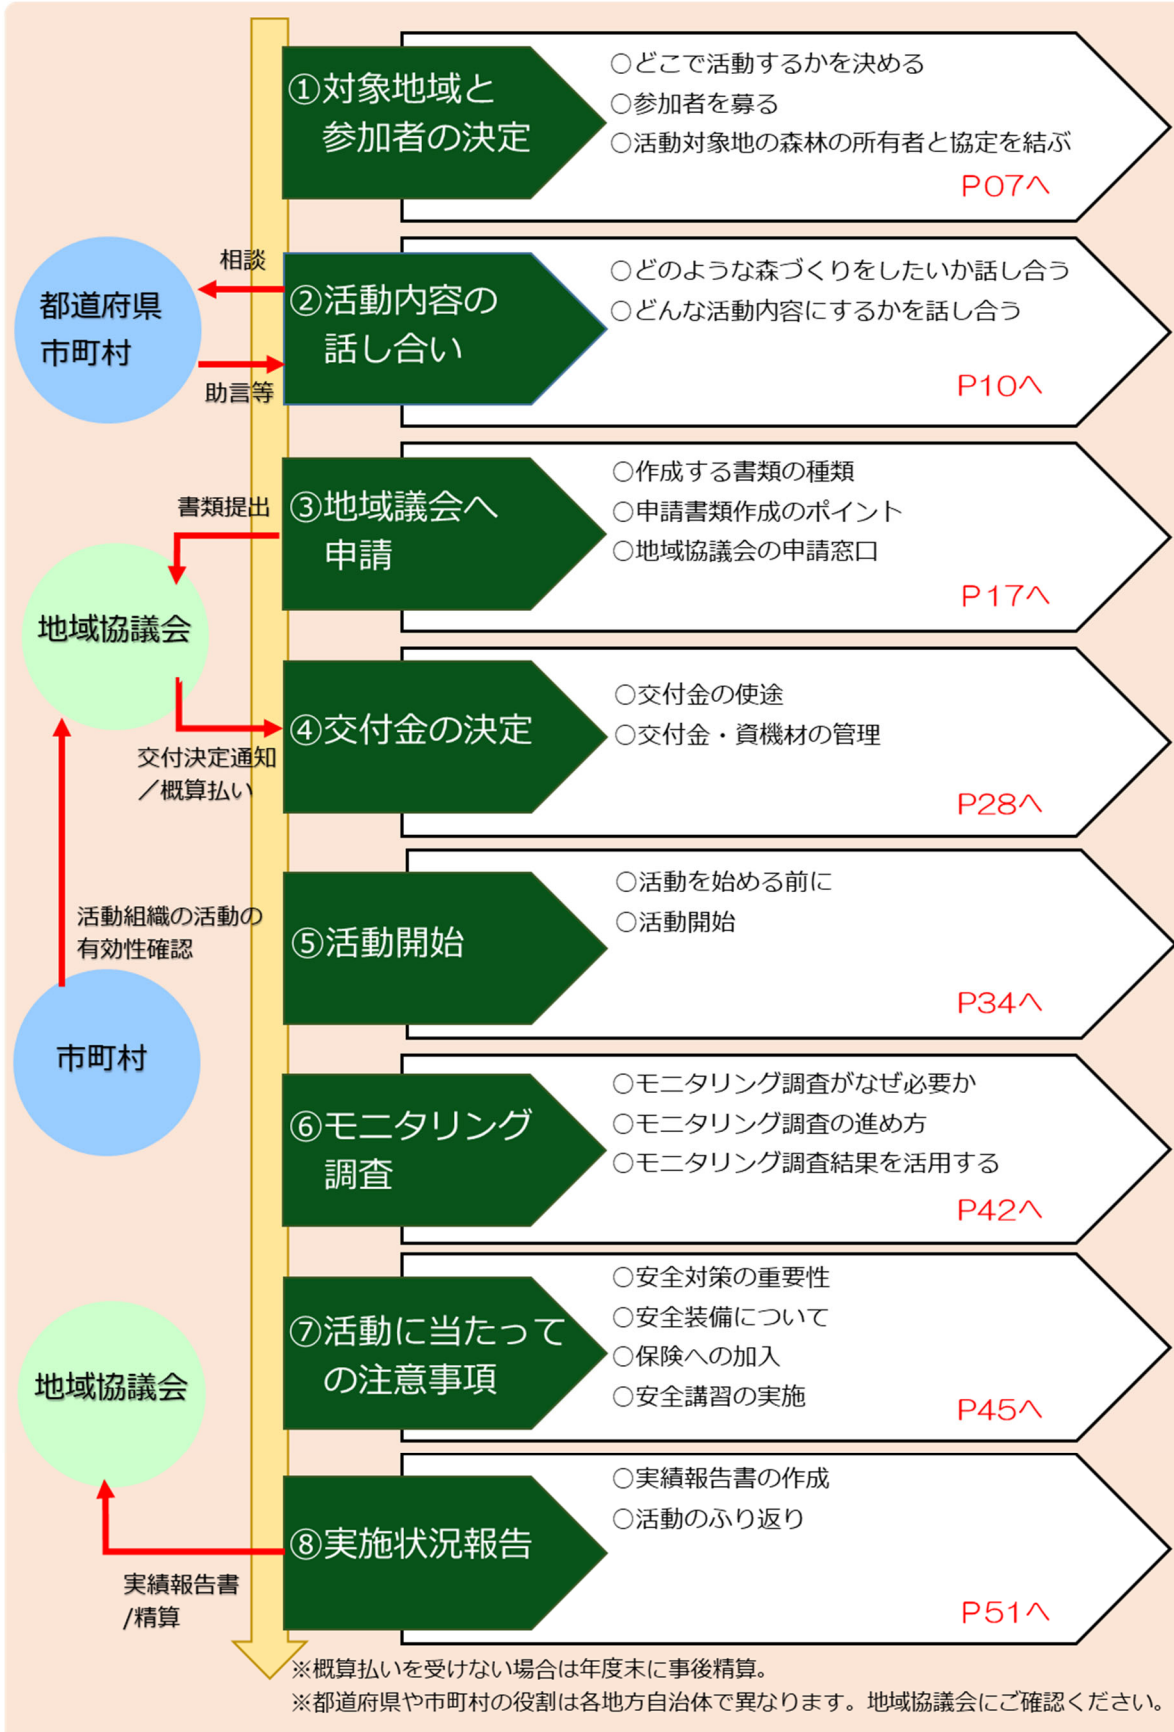 ①対象地域と
参加者の決定
○どこで活動するかを決める
○参加者を募る
○活動対象地の森林の所有者と協定を結ぶ
P07へ
相談
都道府県
市町村
助言等
②活動内容の
話し合い
○どのような森づくりをしたいか話し合う
○どんな活動内容にするかを話し合う
P10へ
書類提出
③地域議会へ
申請
○作成する書類の種類
○申請書類作成のポイント
○地域協議会の申請窓口
P17へ
地域協議会
交付決定通知
／概算払い
④交付金の決定
○交付金の使途
○交付金・資機材の管理
P28へ
活動組織の活動の
有効性確認
市町村
⑤活動開始
○活動を始める前に
○活動開始
P34へ
⑥モニタリング
調査
○モニタリング調査がなぜ必要か
○モニタリング調査の進め方
○モニタリング調査結果を活用する
P42へ
⑦活動に当たって
の注意事項
○安全対策の重要性
○安全装備について
○保険への加入
○安全講習の実施
P45へ
地域協議会
実績報告書
/精算
⑧実施状況報告
○実績報告書の作成
○活動のふり返り
P51へ
※概算払いを受けない場合は年度末に事後精算。
※都道府県や市町村の役割は各地方自治体で異なります。地域協議会にご確認ください。